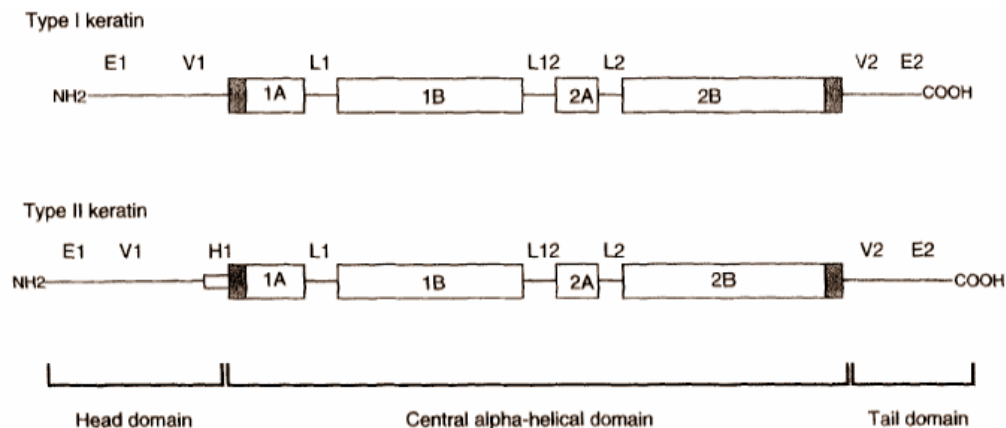 Type I keratin
E1 V1 L1 L12 L2 V2 E2
NH2 1A 1B 2A 2B COOH
Type II keratin
E1 V1 H1 L1 L12 L2 V2 E2
NH2 1A 1B 2A 2B COOH
Head domain Central alpha-helical domain Tail domain